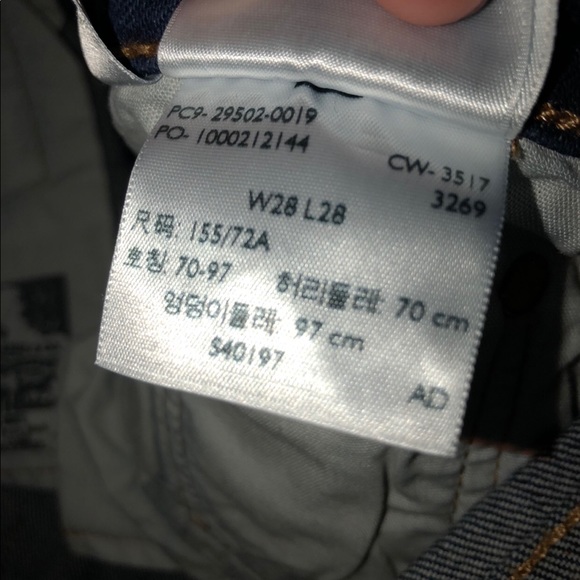 PC9- 29502-0019
PO- 1000212144
CW- 3517
W28 L28
3269
尺码: 155/72A
호칭: 70-97 허리둘레: 70 cm
엉덩이둘레: 97 cm
S40197
AD